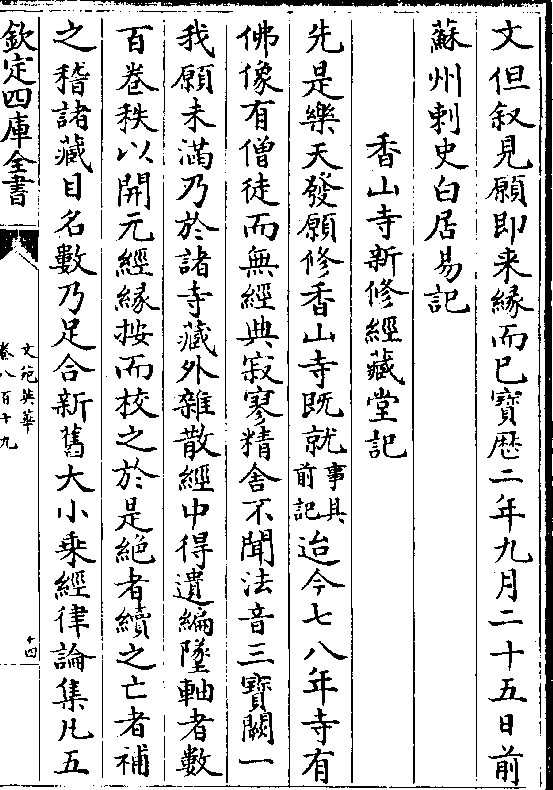 文但叙見願即来緣而已寳歴二年九月二十五日前
蘇州刺史白居易記
香山寺新修經藏堂記
先是樂天發願修香山寺既就事具前記迨今七八年寺有
佛像有僧徒而無經典寂寥精舍不聞法音三寳闕一
我願未滿乃於諸寺藏外雜散經中得遺編墜軸者數
百卷秩以開元經緣按而校之於是絶者續之亡者補
之稽諸藏目名數乃足合新舊大小乗經律論集凡五
欽定四庫全書
文苑英華
卷八百十九
十四